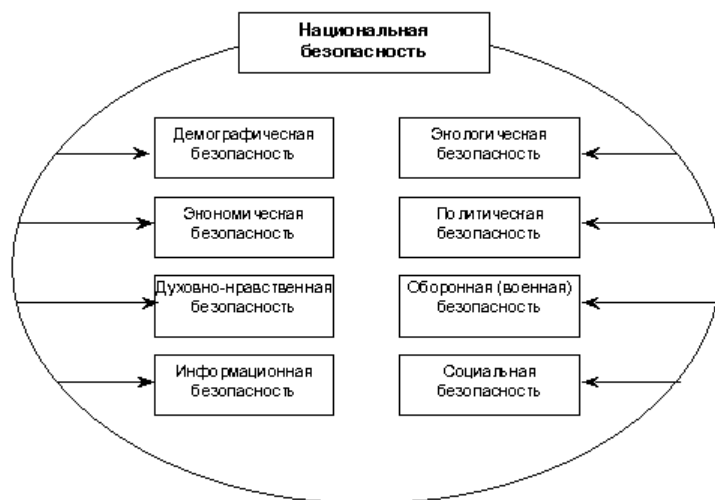 Национальная
безопасность
Демографическая
безопасность
Экологическая
безопасность
Экономическая
безопасность
Политическая
безопасность
Духовно-нравственная
безопасность
Оборонная (военная)
безопасность
Информационная
безопасность
Социальная
безопасность